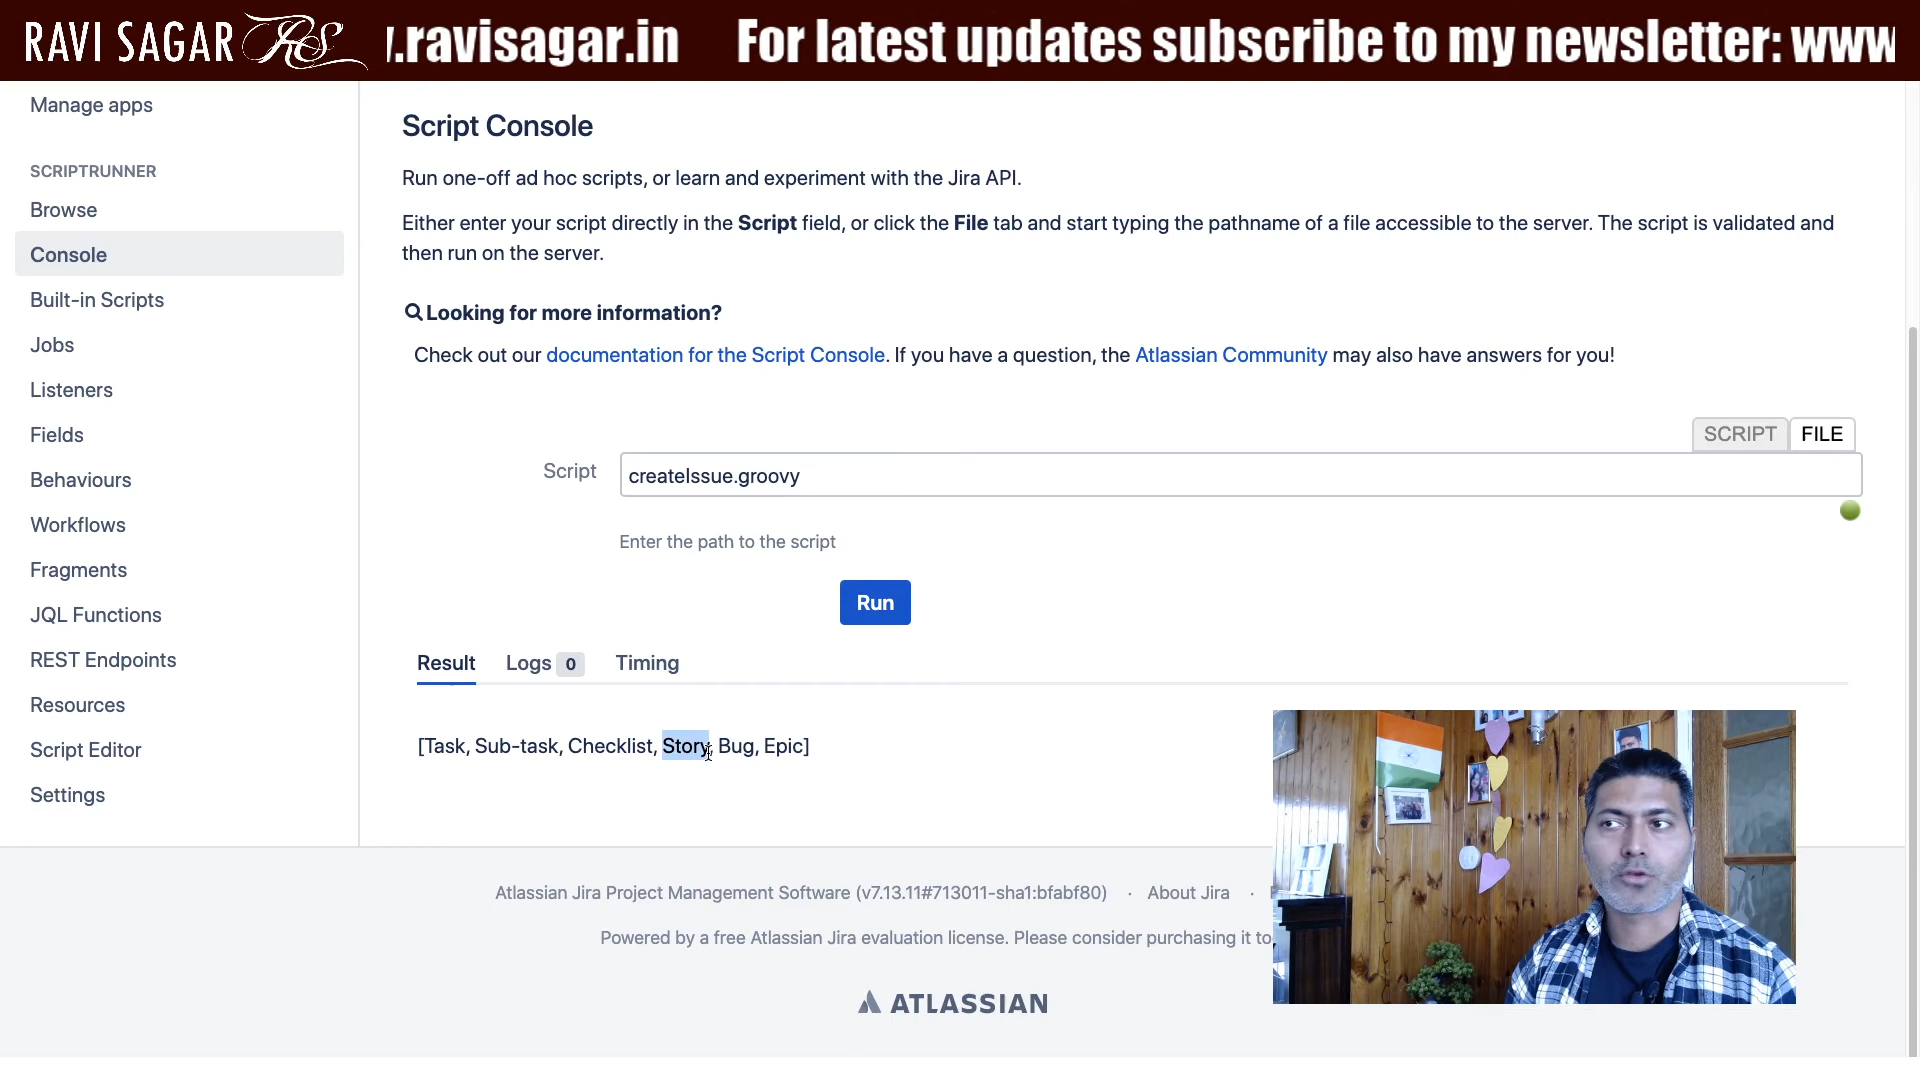 RAVI SAGAR RS
.ravisagar.in For latest updates subscribe to my newsletter: www
Manage apps
SCRIPTRUNNER
Browse
Console
Built-in Scripts
Jobs
Listeners
Fields
Behaviours
Workflows
Fragments
JQL Functions
REST Endpoints
Resources
Script Editor
Settings
Script Console
Run one-off ad hoc scripts, or learn and experiment with the Jira API.
Either enter your script directly in the Script field, or click the File tab and start typing the pathname of a file accessible to the server. The script is validated and
then run on the server.
Looking for more information?
Check out our documentation for the Script Console. If you have a question, the Atlassian Community may also have answers for you!
SCRIPT FILE
Script createIssue.groovy
Enter the path to the script
Run
Result Logs 0 Timing
[Task, Sub-task, Checklist, Story, Bug, Epic]
Atlassian Jira Project Management Software (v7.13.11#713011-sha1:bfabf80) · About Jira ·
Powered by a free Atlassian Jira evaluation license. Please consider purchasing it to
ATLASSIAN